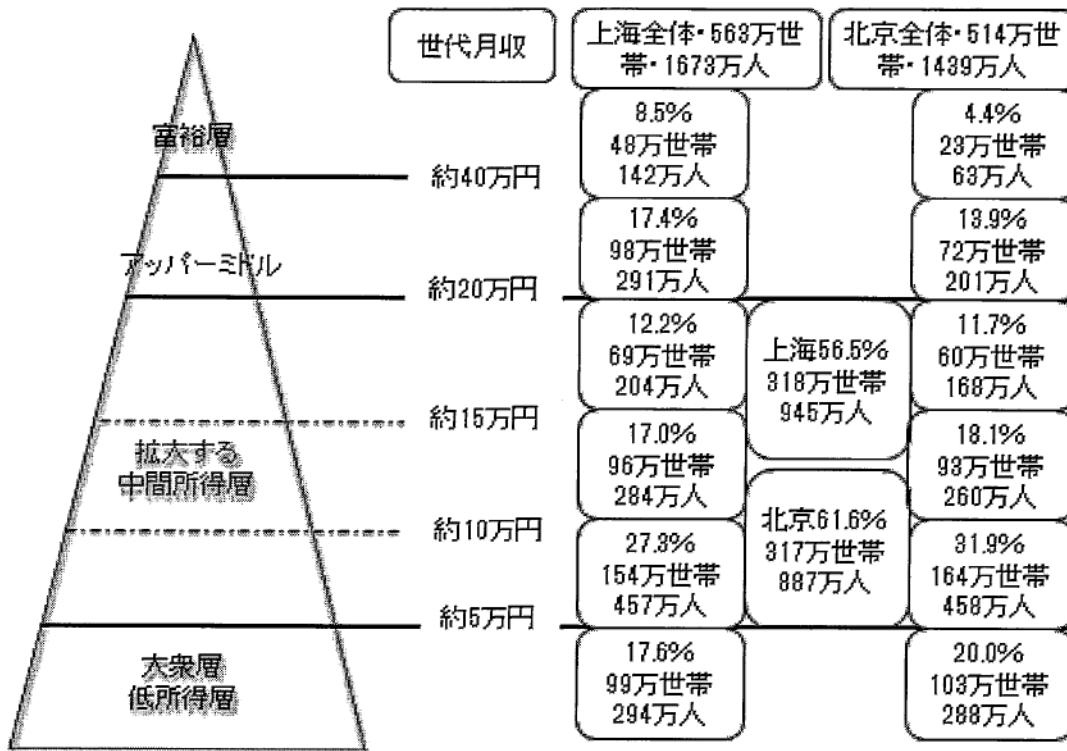 世代月収
上海全体・563万世
帯・1673万人
北京全体・514万世
帯・1439万人
富裕層
8.5%
48万世帯
142万人
4.4%
23万世帯
63万人
約40万円
アッパーミドル
17.4%
98万世帯
291万人
13.9%
72万世帯
201万人
約20万円
12.2%
69万世帯
204万人
上海56.5%
318万世帯
945万人
11.7%
60万世帯
168万人
約15万円
拡大する
中間所得層
17.0%
96万世帯
284万人
18.1%
93万世帯
260万人
約10万円
27.3%
154万世帯
457万人
北京61.6%
317万世帯
887万人
31.9%
164万世帯
458万人
約5万円
大衆層
低所得層
17.6%
99万世帯
294万人
20.0%
103万世帯
288万人